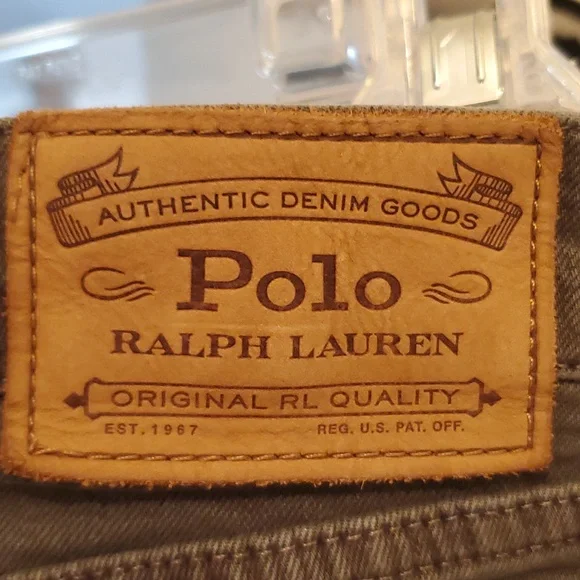 AUTHENTIC DENIM GOODS
Polo
RALPH LAUREN
ORIGINAL RL QUALITY
EST. 1967 REG. U.S. PAT. OFF.